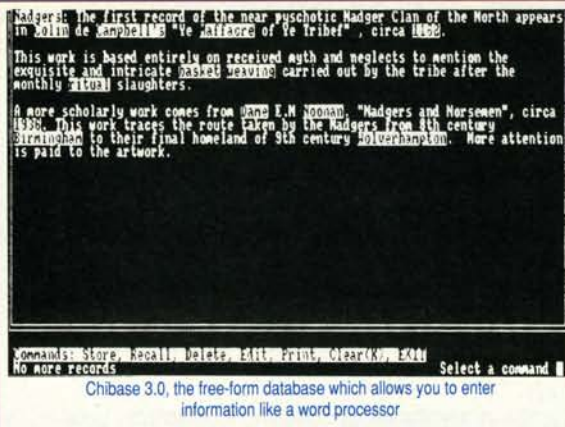 Nadgers: The first record of the near pyschotic Nadger Clan of the North appears
in Colin de Campbell's "Ye Maffacre of Ye Tribef" , circa 1162.
This work is based entirely on received myth and neglects to mention the
exquisite and intricate basket weaving carried out by the tribe after the
monthly ritual slaughters.
A more scholarly work comes from Dame E.M Noonan, "Nadgers and Norsemen", circa
This work traces the route taken by the Nadgers from 8th century
Birmingham to their final homeland of 9th century Wolverhampton. More attention
is paid to the artwork.
Commands: Store, Recall, Delete, Edit, Print, Clear(K), EXIT
No more records
Select a command
Chibase 3.0, the free-form database which allows you to enter
information like a word processor